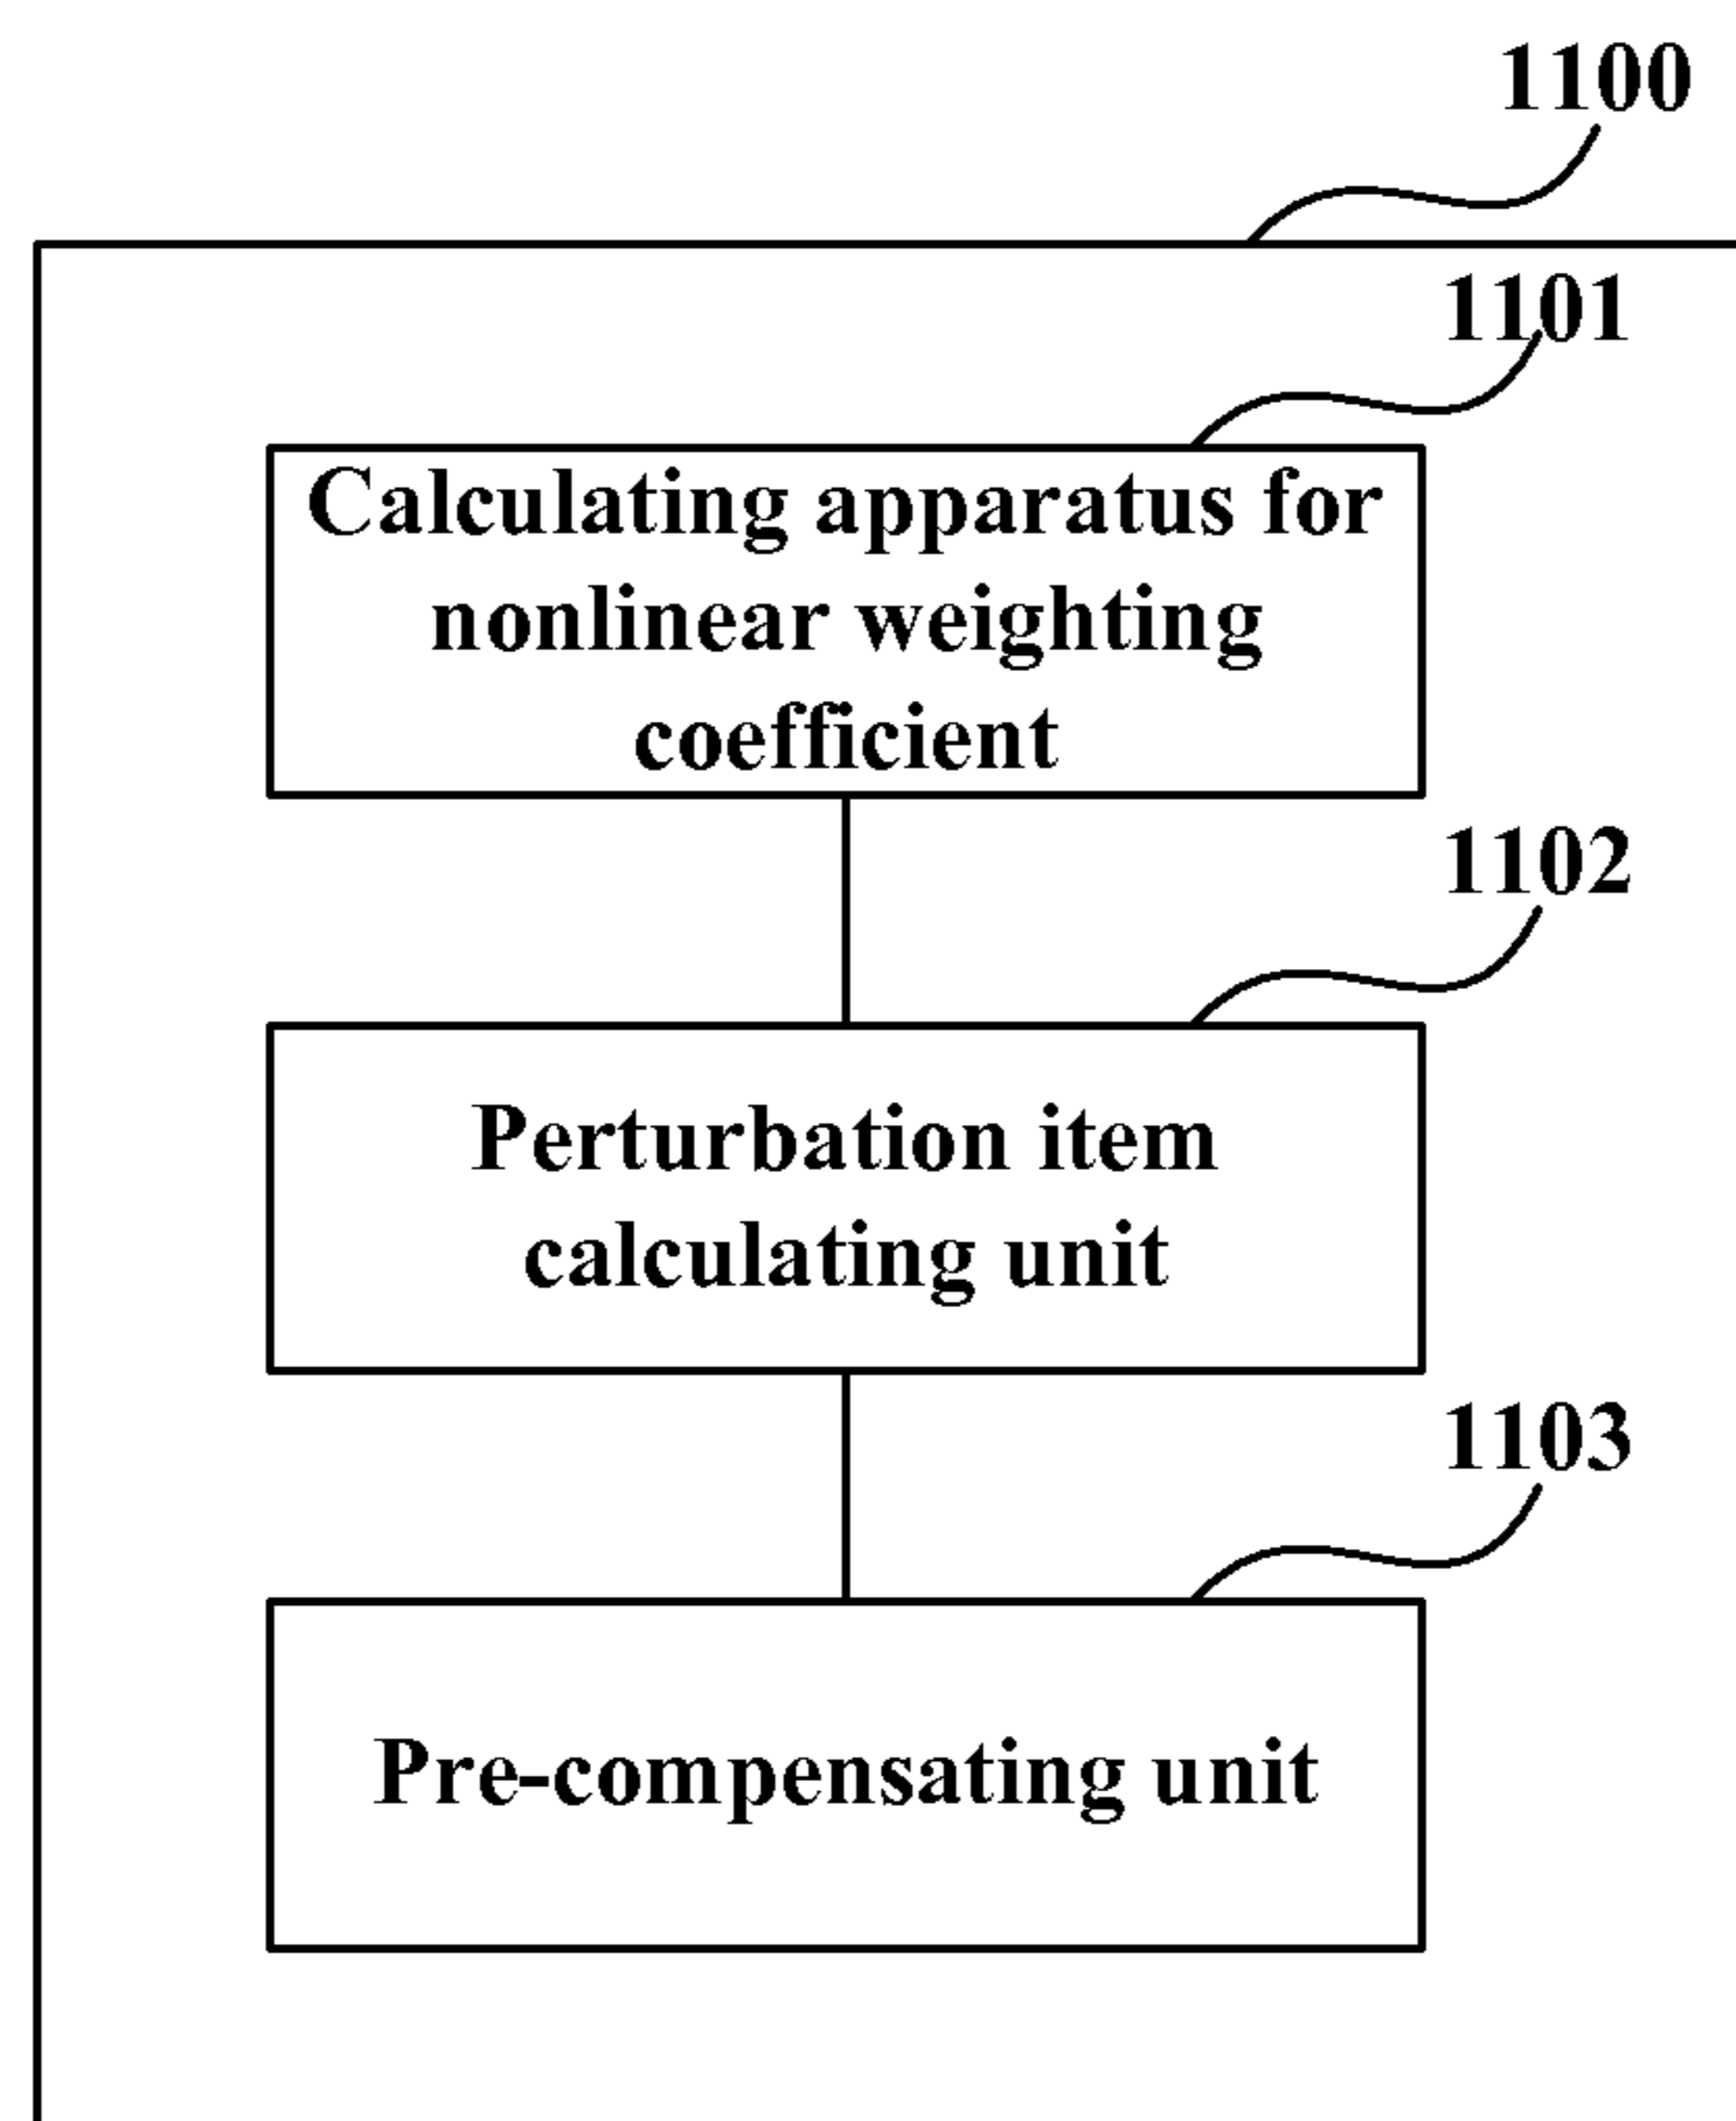 1100
1101
Calculating apparatus for
nonlinear weighting
coefficient
1102
Perturbation item
calculating unit
1103
Pre-compensating unit